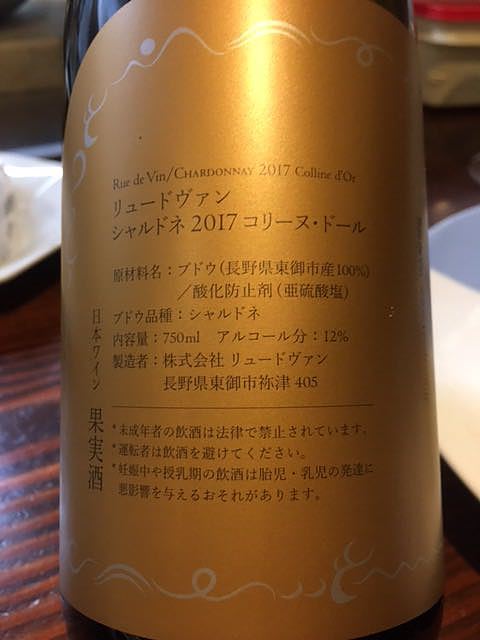 Rue de Vin/Chardonnay 2017 Colline d'Or
リュードヴァン
シャルドネ 2017 コリーヌ・ドール
原材料名：ブドウ（長野県東御市産100%）
／酸化防止剤（亜硫酸塩）
ブドウ品種：シャルドネ
内容量：750ml アルコール分：12%
製造者：株式会社 リュードヴァン
長野県東御市祢津 405
日本ワイン 果実酒
*未成年者の飲酒は法律で禁止されています。
*運転者は飲酒を避けてください。
*妊娠中や授乳期の飲酒は胎児・乳児の発達に
悪影響を与えるおそれがあります。